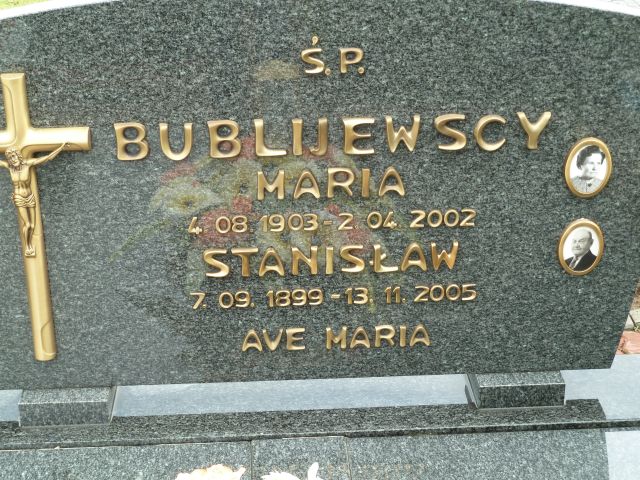 Ś.P.
BUBLIJEWSCY
MARIA
4.08.1903-2.04.2002
STANISŁAW
7.09.1899-13.11.2005
AVE MARIA